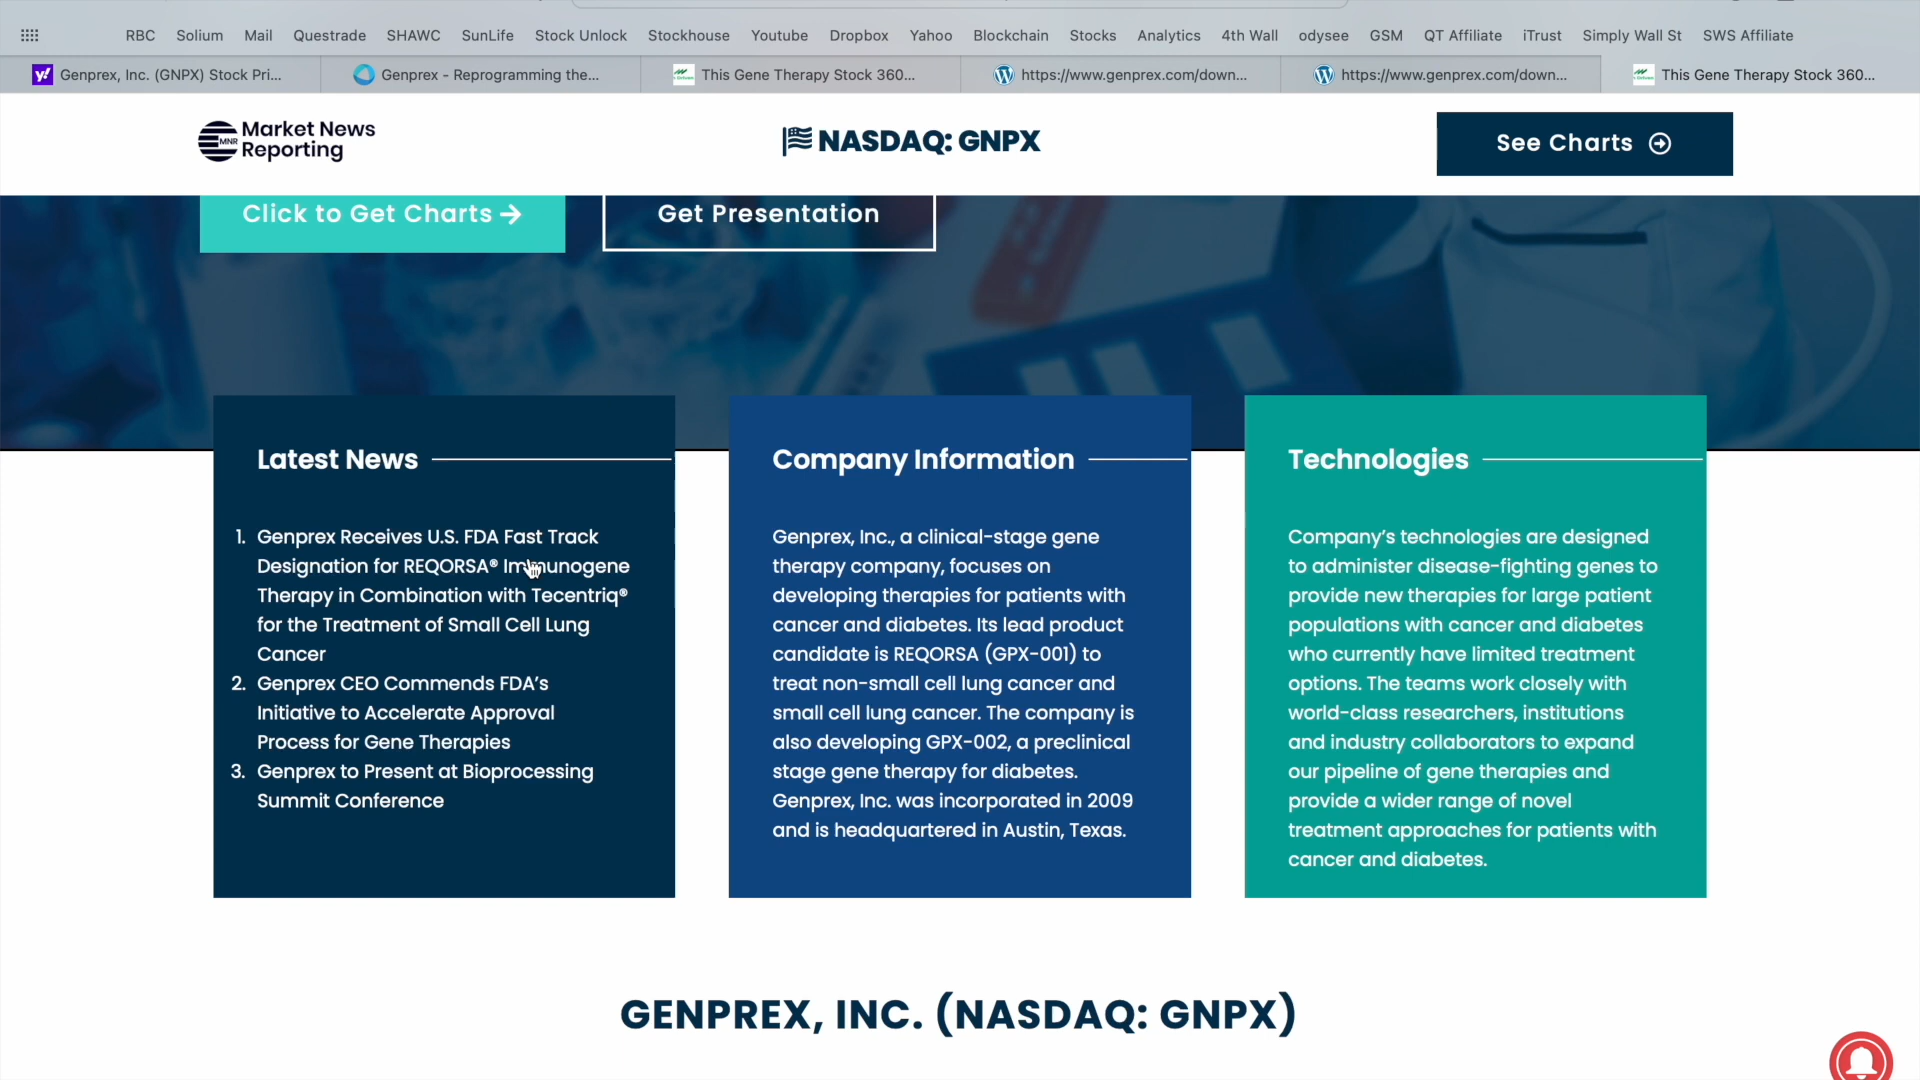 RBC Solium Mail Questrade SHAWC SunLife Stock Unlock Stockhouse Youtube Dropbox Yahoo Blockchain Stocks Analytics 4th Wall odysee GSM QT Affiliate iTrust Simply Wall St SWS Affiliate
y! Genprex, Inc. (GNPX) Stock Pri...
Genprex - Reprogramming the...
This Gene Therapy Stock 360...
https://www.genprex.com/down...
https://www.genprex.com/down...
This Gene Therapy Stock 360...
MNR
Market News
Reporting
NASDAQ: GNPX
See Charts
Click to Get Charts
Get Presentation
Latest News
1. Genprex Receives U.S. FDA Fast Track
Designation for REQORSA® Immunogene
Therapy in Combination with Tecentriq®
for the Treatment of Small Cell Lung
Cancer
2. Genprex CEO Commends FDA's
Initiative to Accelerate Approval
Process for Gene Therapies
3. Genprex to Present at Bioprocessing
Summit Conference
Company Information
Genprex, Inc., a clinical-stage gene
therapy company, focuses on
developing therapies for patients with
cancer and diabetes. Its lead product
candidate is REQORSA (GPX-001) to
treat non-small cell lung cancer and
small cell lung cancer. The company is
also developing GPX-002, a preclinical
stage gene therapy for diabetes.
Genprex, Inc. was incorporated in 2009
and is headquartered in Austin, Texas.
Technologies
Company's technologies are designed
to administer disease-fighting genes to
provide new therapies for large patient
populations with cancer and diabetes
who currently have limited treatment
options. The teams work closely with
world-class researchers, institutions
and industry collaborators to expand
our pipeline of gene therapies and
provide a wider range of novel
treatment approaches for patients with
cancer and diabetes.
GENPREX, INC. (NASDAQ: GNPX)